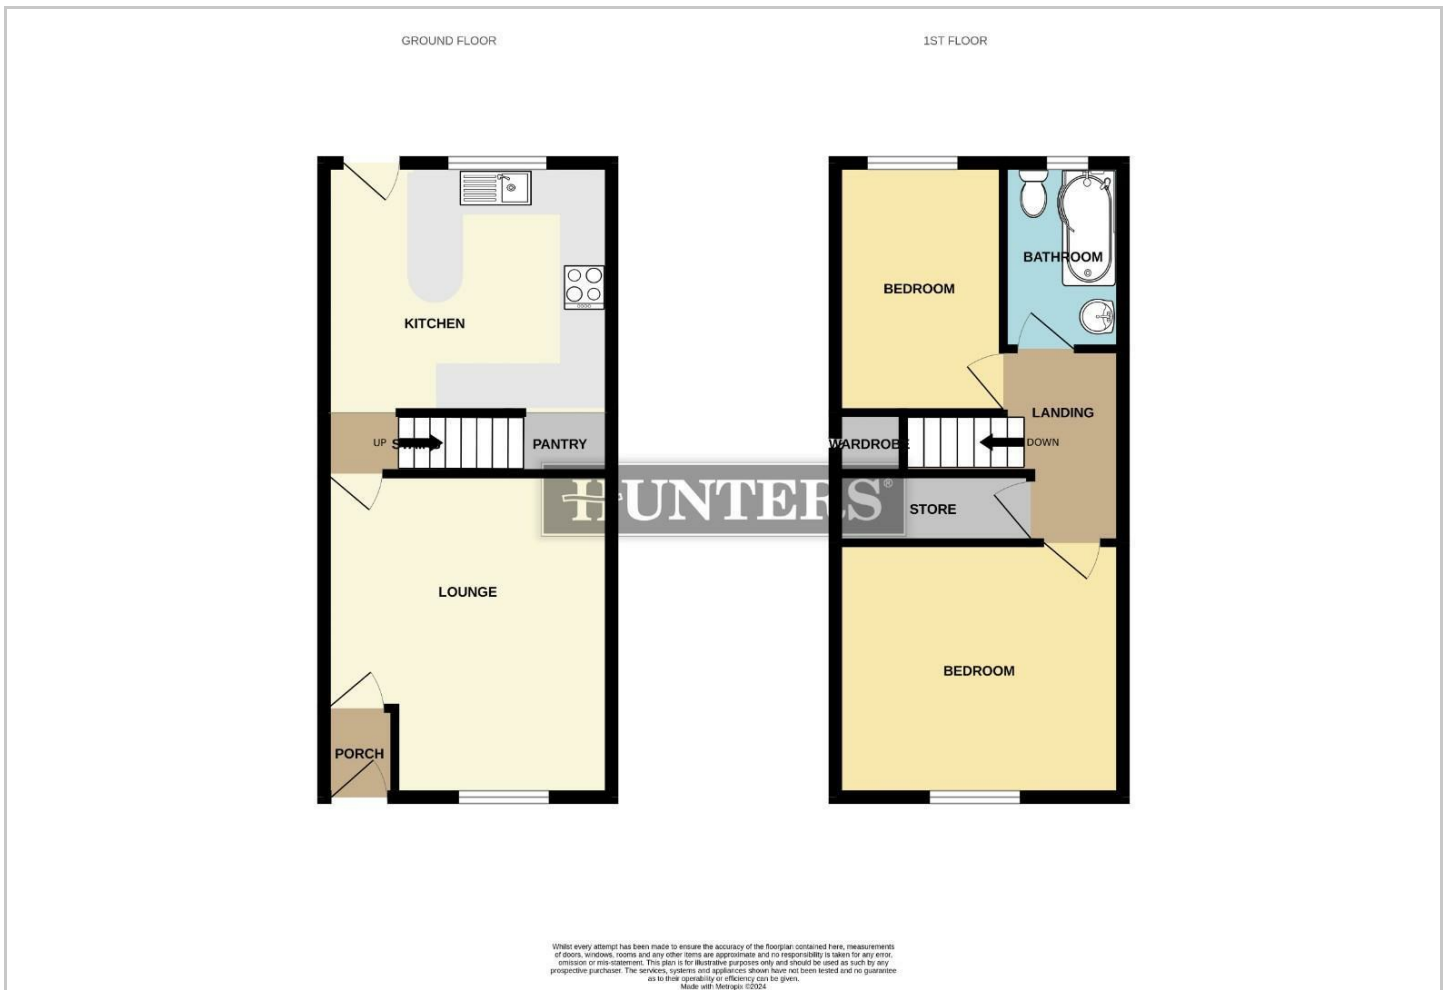 GROUND FLOOR
1ST FLOOR
KITCHEN
UP
STAIRS
PANTRY
LOUNGE
PORCH
BEDROOM
BATHROOM
LANDING
WARDROBE
DOWN
STORE
BEDROOM
HUNTERS®
Whilst every attempt has been made to ensure the accuracy of the floorplan contained here, measurements
of doors, windows, rooms and any other items are approximate and no responsibility is taken for any error,
omission or mis-statement. This plan is for illustrative purposes only and should be used as such by any
prospective purchaser. The services, systems and appliances shown have not been tested and no guarantee
as to their operability or efficiency can be given.
Made with Metropix ©2024